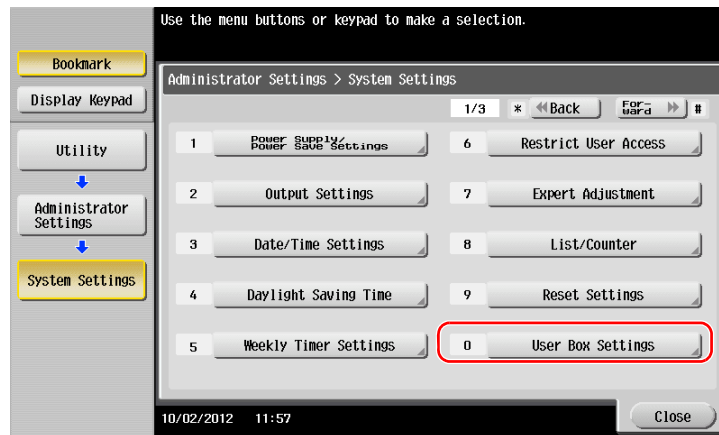 Use the menu buttons or keypad to make a selection.
Bookmark
Display Keypad
Utility
Administrator
Settings
System Settings
Administrator Settings > System Settings
1/3 * Back For-
ward #
1 Power Supply/
Power Save Settings
6 Restrict User Access
2 Output Settings
7 Expert Adjustment
3 Date/Time Settings
8 List/Counter
4 Daylight Saving Time
9 Reset Settings
5 Weekly Timer Settings
0 User Box Settings
10/02/2012 11:57
Close